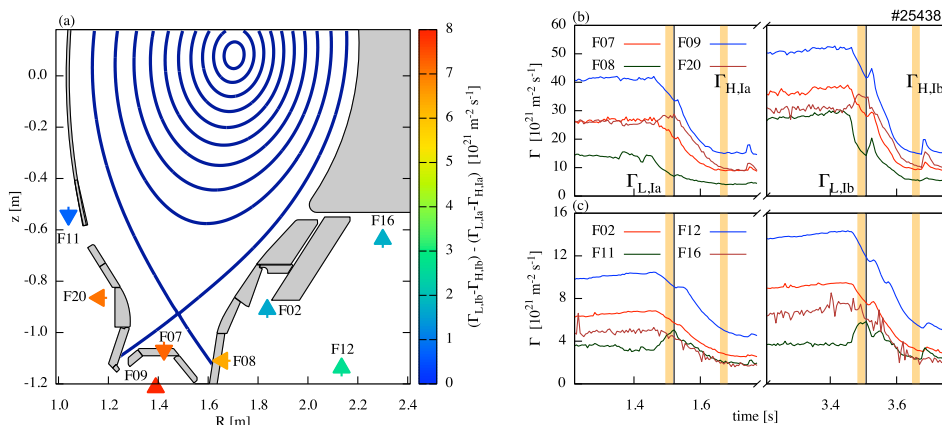 (a)
0.0
-0.2
-0.4
-0.6
-0.8
-1.0
-1.2
z [m]
F11
F16
F20
F02
F07
F08
F09
F12
1.0 1.2 1.4 1.6 1.8 2.0 2.2 2.4
R [m]
8
7
6
5
4
3
2
1
0
(Γ_L,Ib-Γ_H,Ib) - (Γ_L,Ia-Γ_H,Ia) [10^21 m^-2 s^-1]
(b) #25438
60
50
40
30
20
10
0
Γ [10^21 m^-2 s^-1]
F07 F09
F08 F20
Γ_H,Ia Γ_H,Ib
Γ_L,Ia Γ_L,Ib
(c)
16
12
8
4
0
Γ [10^21 m^-2 s^-1]
F02 F12
F11 F16
1.4 1.6 3.4 3.6
time [s]